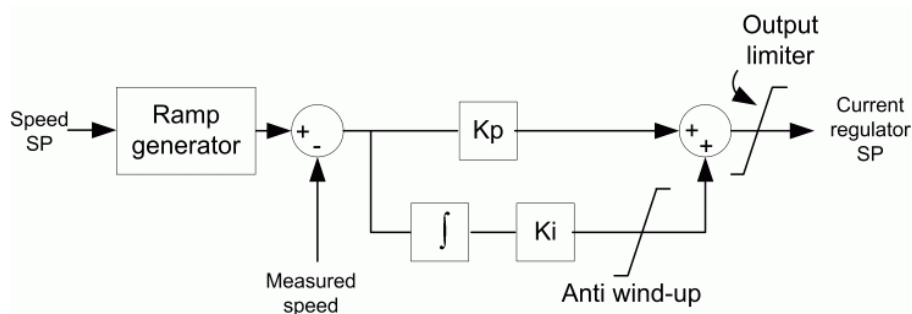 Output
limiter
Speed
SP
Ramp
generator
+
-
Kp
+
+
Current
regulator
SP
∫
Ki
Measured
speed
Anti wind-up